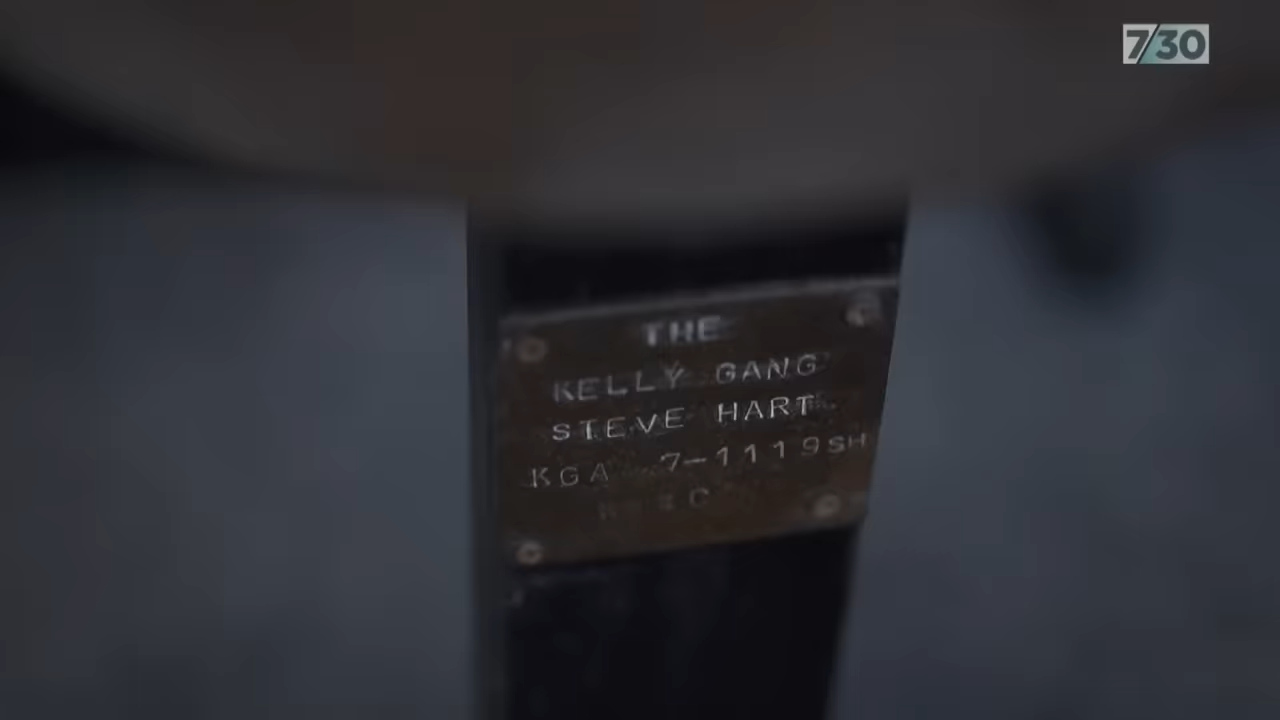 7/30
THE
KELLY GANG
STEVE HART
KGA 7-1119SH